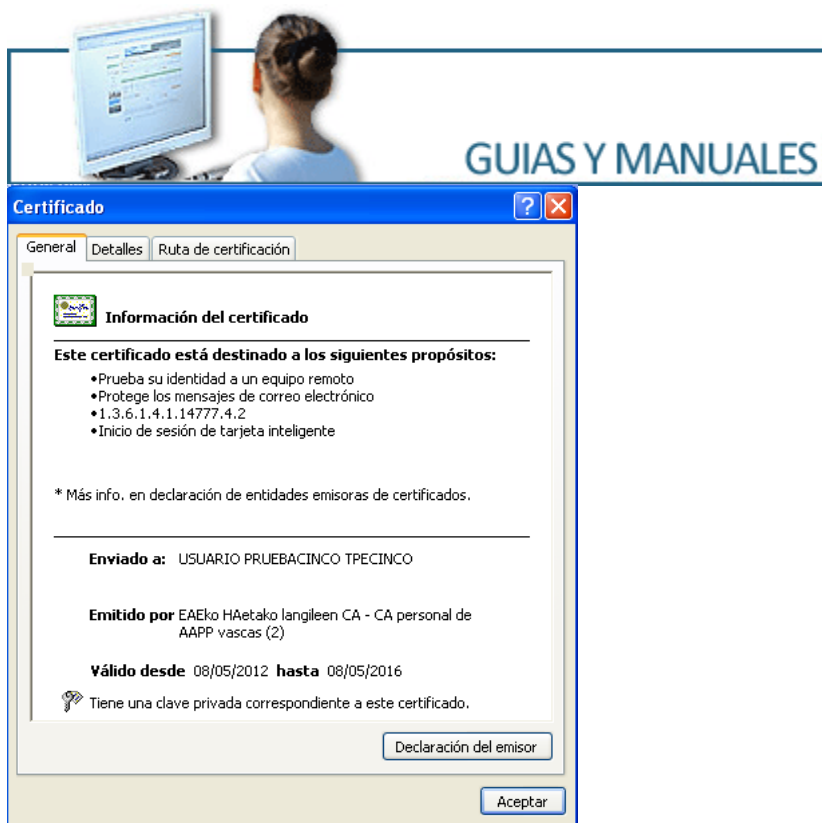 GUIAS Y MANUALES
Certificado
General Detalles Ruta de certificación
Información del certificado
Este certificado está destinado a los siguientes propósitos:
•Prueba su identidad a un equipo remoto
•Protege los mensajes de correo electrónico
•1.3.6.1.4.1.14777.4.2
•Inicio de sesión de tarjeta inteligente
* Más info. en declaración de entidades emisoras de certificados.
Enviado a: USUARIO PRUEBACINCO TPECINCO
Emitido por EAEko HAetako langileen CA - CA personal de
AAPP vascas (2)
Válido desde 08/05/2012 hasta 08/05/2016
Tiene una clave privada correspondiente a este certificado.
Declaración del emisor
Aceptar